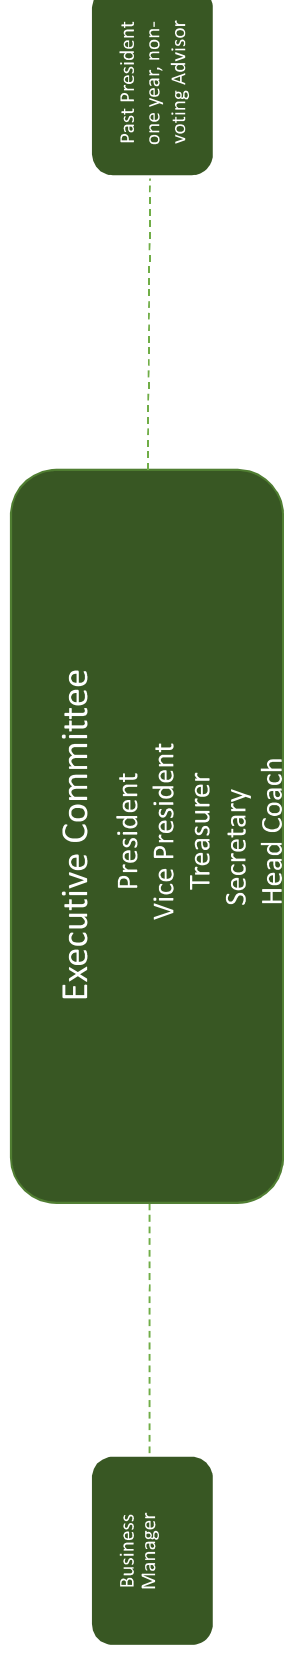 Business
Manager
Executive Committee
President
Vice President
Treasurer
Secretary
Head Coach
Past President
one year, non-
voting Advisor